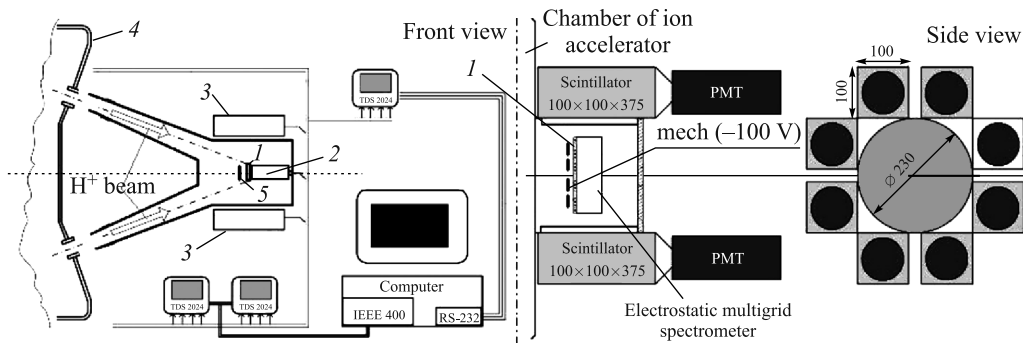 4
Front view
Chamber of ion
accelerator
Side view
3
TDS 2024
1
2
5
H+ beam
3
TDS 2024
TDS 2024
Computer
IEEE 400
RS-232
1
Scintillator
100×100×375
PMT
mech (–100 V)
Scintillator
100×100×375
PMT
Electrostatic multigrid
spectrometer
100
100
⌀ 230